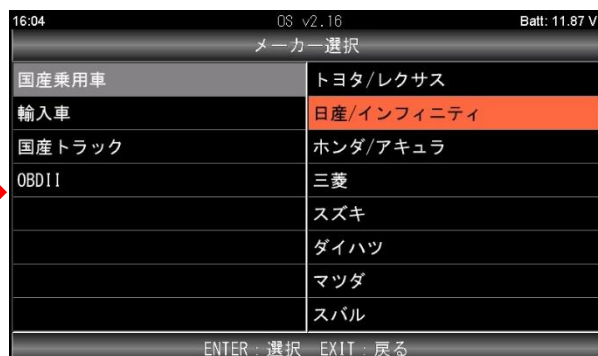 16:04 OS v2.16 Batt: 11.87 V
メーカー選択
国産乗用車
輸入車
国産トラック
OBDII
トヨタ/レクサス
日産/インフィニティ
ホンダ/アキュラ
三菱
スズキ
ダイハツ
マツダ
スバル
ENTER：選択 EXIT：戻る